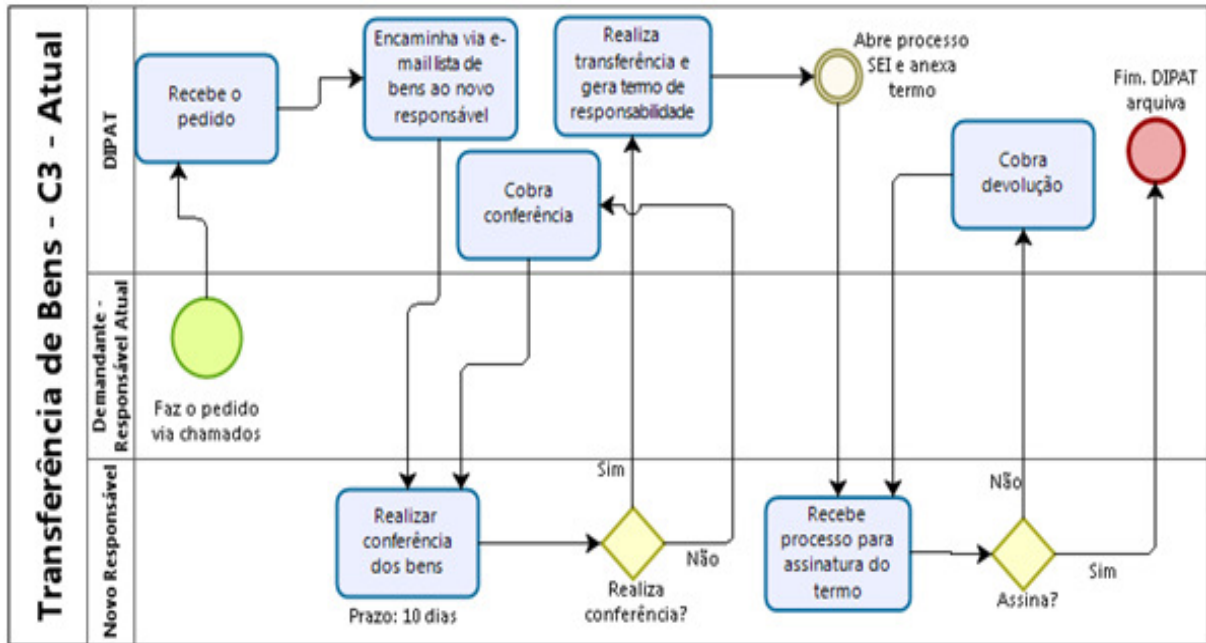 Transferência de Bens - C3 - Atual
DIPAT
Recebe o
pedido
Encaminha via e-
mail lista de
bens ao novo
responsável
Cobra
conferência
Realiza
transferência e
gera termo de
responsabilidade
Abre processo
SEI e anexa
termo
Cobra
devolução
Fim. DIPAT
arquiva
Demandante -
Responsável Atual
Faz o pedido
via chamados
Novo Responsável
Realizar
conferência
dos bens
Prazo: 10 dias
Sim
Não
Realiza
conferência?
Recebe
processo para
assinatura do
termo
Não
Sim
Assina?